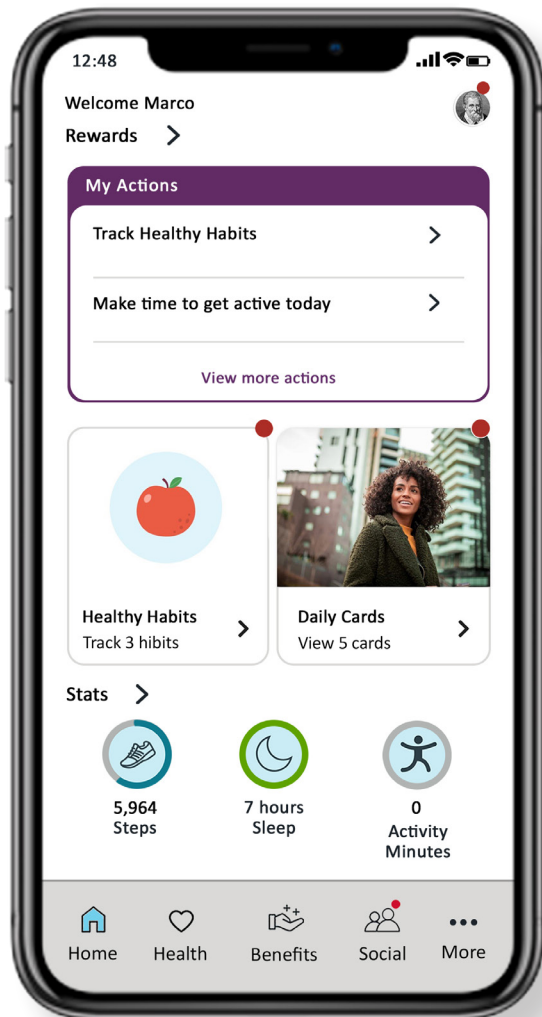 12:48
Welcome Marco
Rewards
My Actions
Track Healthy Habits
Make time to get active today
View more actions
Healthy Habits
Track 3 hibits
Daily Cards
View 5 cards
Stats
5,964
Steps
7 hours
Sleep
0
Activity
Minutes
Home
Health
Benefits
Social
More